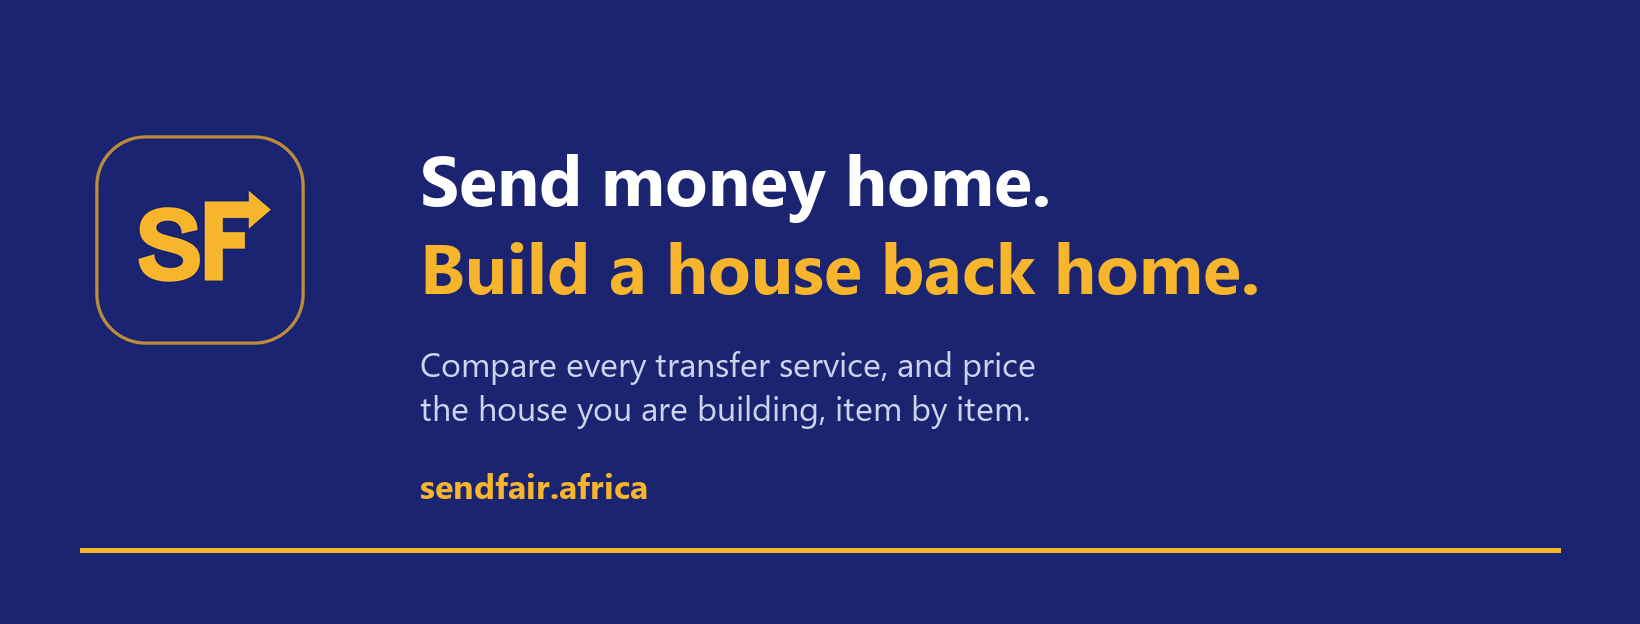 SF
Send money home.
Build a house back home.
Compare every transfer service, and price
the house you are building, item by item.
sendfair.africa